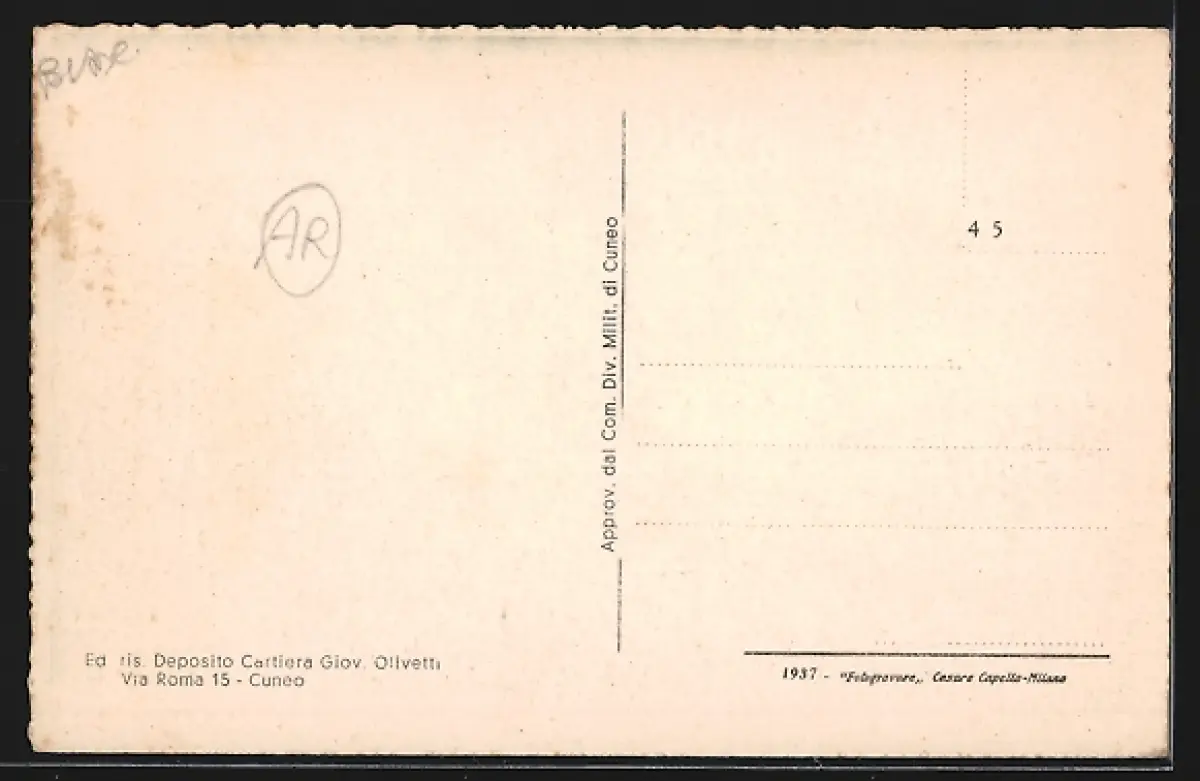 AR
Ed ris. Deposito Cartiera Giov. Olivetti
Via Roma 15 - Cuneo
Approv. dal Com. Div. Milit. di Cuneo
4 5
1937 - "Fotogravure,, Cesare Capello-Milano